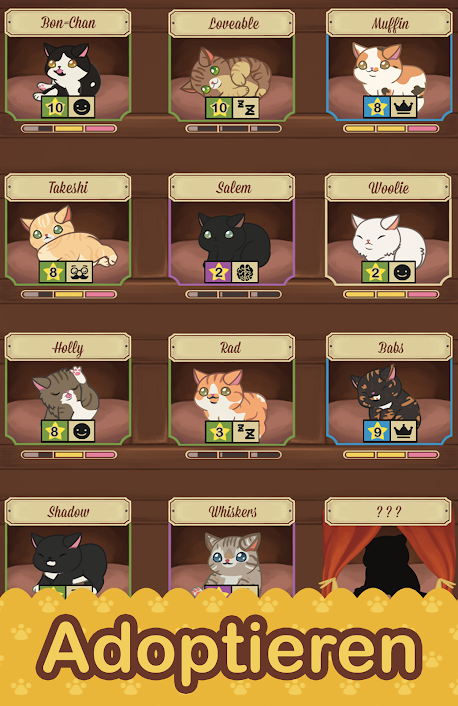 Bon-Chan
Loveable
Muffin
10
10
8
Takeshi
Salem
Woolie
8
2
2
Holly
Rad
Babs
8
3
9
Shadow
Whiskers
???
Adoptieren